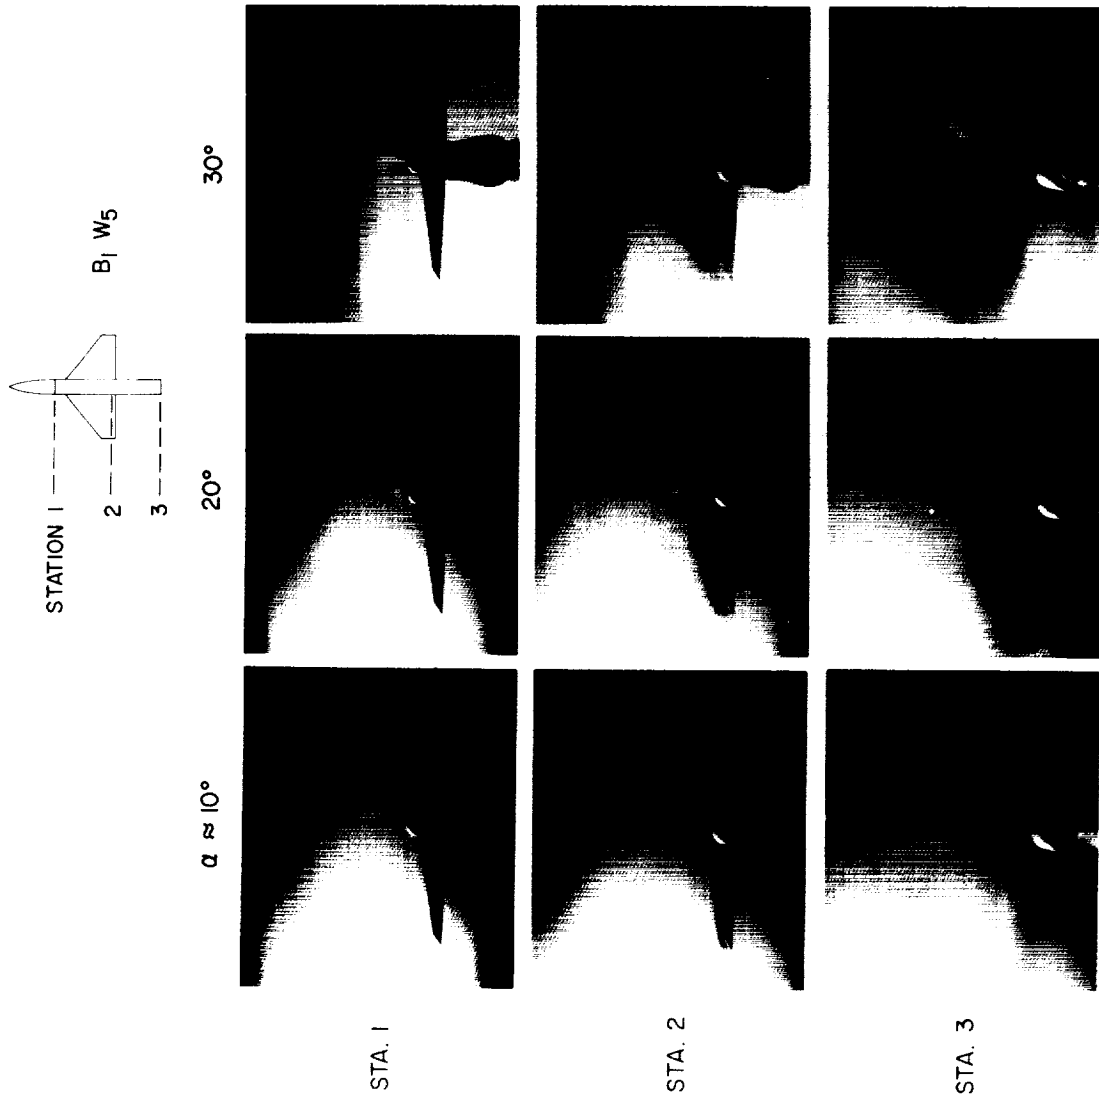 STATION 1
2
3
B1 W5
α ≈ 10°
20°
30°
STA. 1
STA. 2
STA. 3